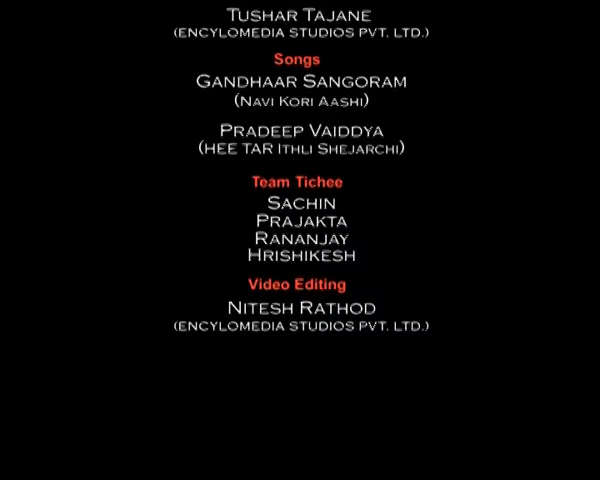 Tushar Tajane
(ENCYLOMEDIA STUDIOS PVT. LTD.)
Songs
Gandhaar Sangoram
(Navi Kori Aashi)
Pradeep Vaiddya
(HEE TAR Ithli Shejarchi)
Team Tichee
Sachin
Prajakta
Rananjay
Hrishikesh
Video Editing
Nitesh Rathod
(ENCYLOMEDIA STUDIOS PVT. LTD.)